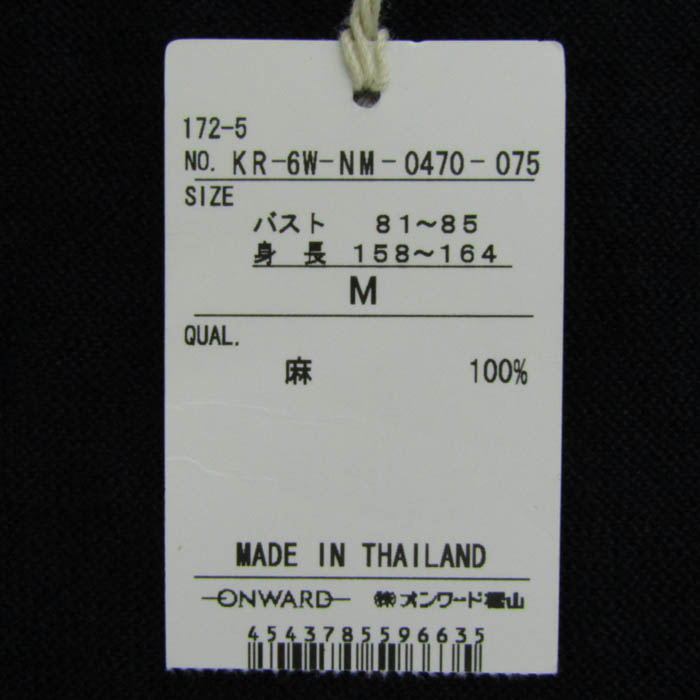 172-5
NO. KR-6W-NM-0470-075
SIZE
バスト 81~85
身長 158~164
M
QUAL.
麻 100%
MADE IN THAILAND
ONWARD ㈱オンワード樫山
4543785596635